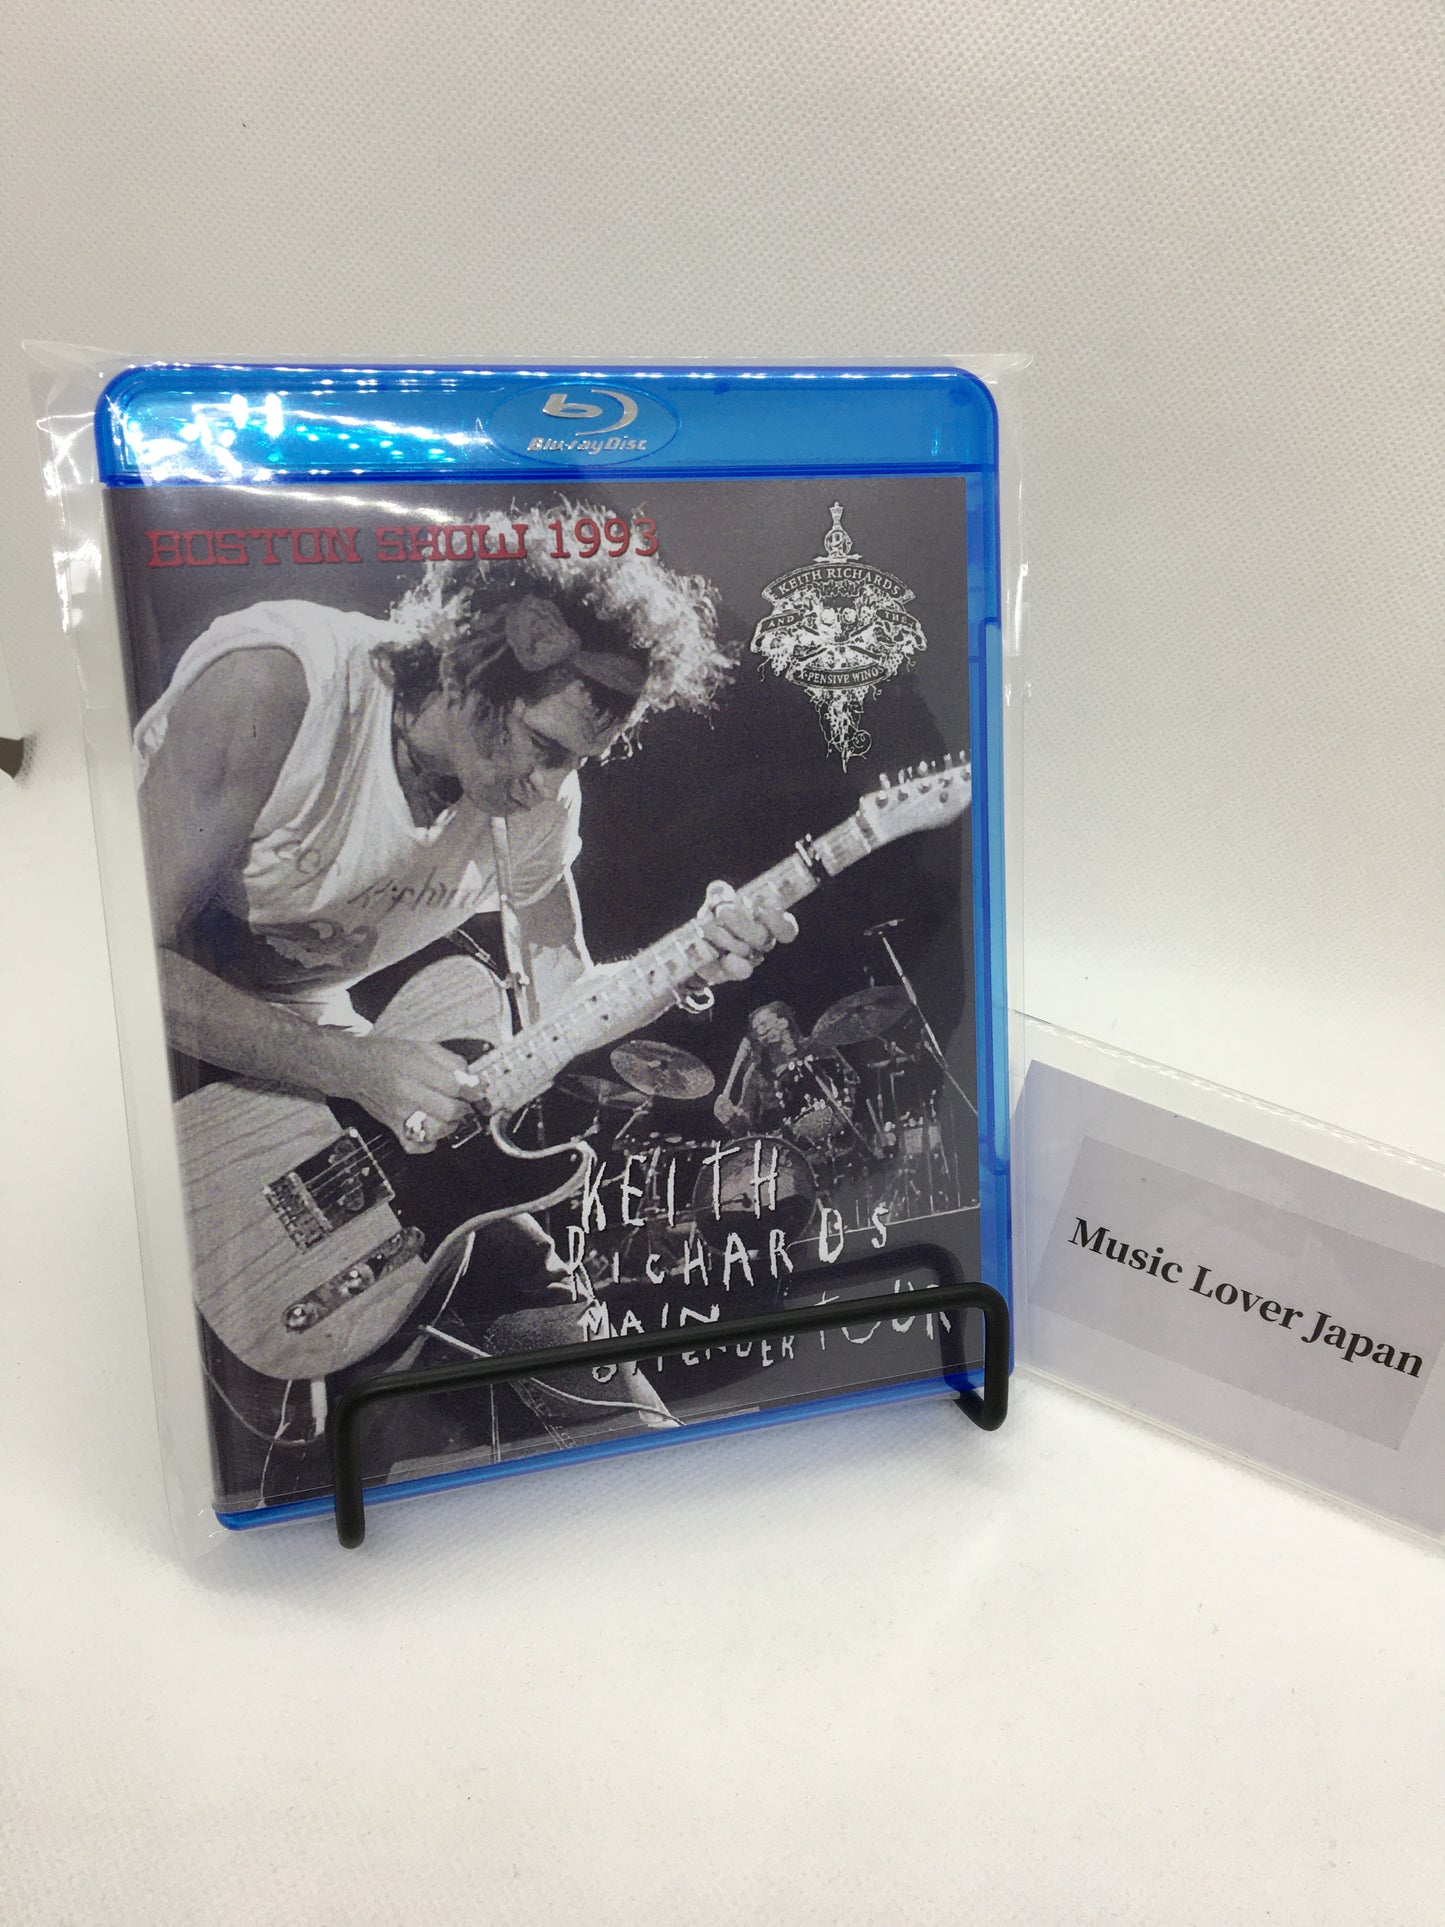 Blu-ray Disc
BOSTON SHOW 1993
KEITH RICHARDS
AND THE
X-PENSIVE WINOS
KEITH
RICHARDS
MAIN
OFFENDER TOUR
Music Lover Japan